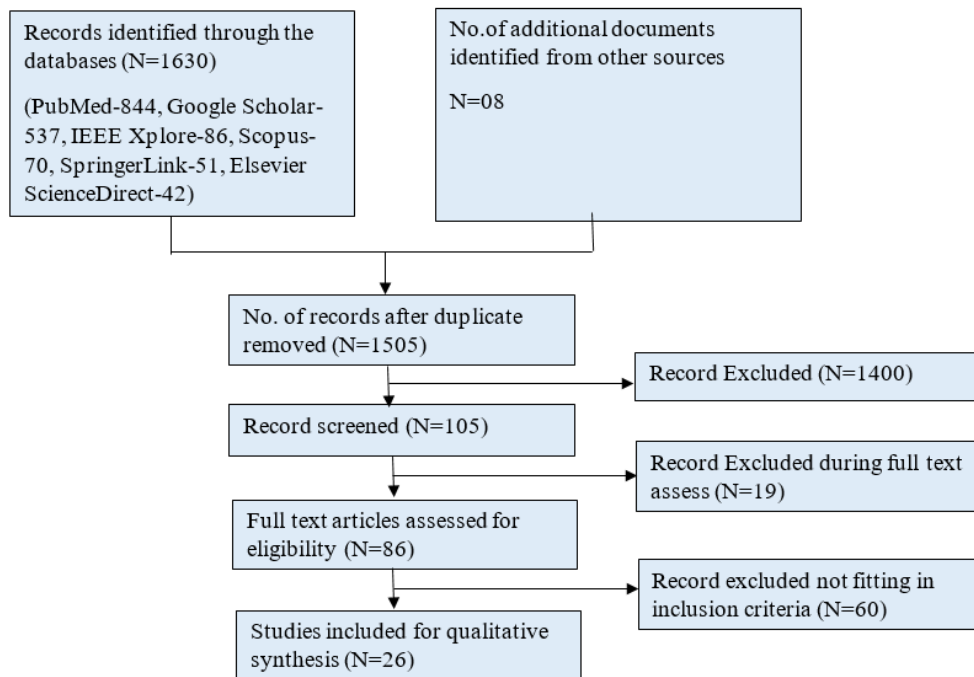 Records identified through the
databases (N=1630)
(PubMed-844, Google Scholar-
537, IEEE Xplore-86, Scopus-
70, SpringerLink-51, Elsevier
ScienceDirect-42)
No.of additional documents
identified from other sources
N=08
No. of records after duplicate
removed (N=1505)
Record Excluded (N=1400)
Record screened (N=105)
Record Excluded during full text
assess (N=19)
Full text articles assessed for
eligibility (N=86)
Record excluded not fitting in
inclusion criteria (N=60)
Studies included for qualitative
synthesis (N=26)